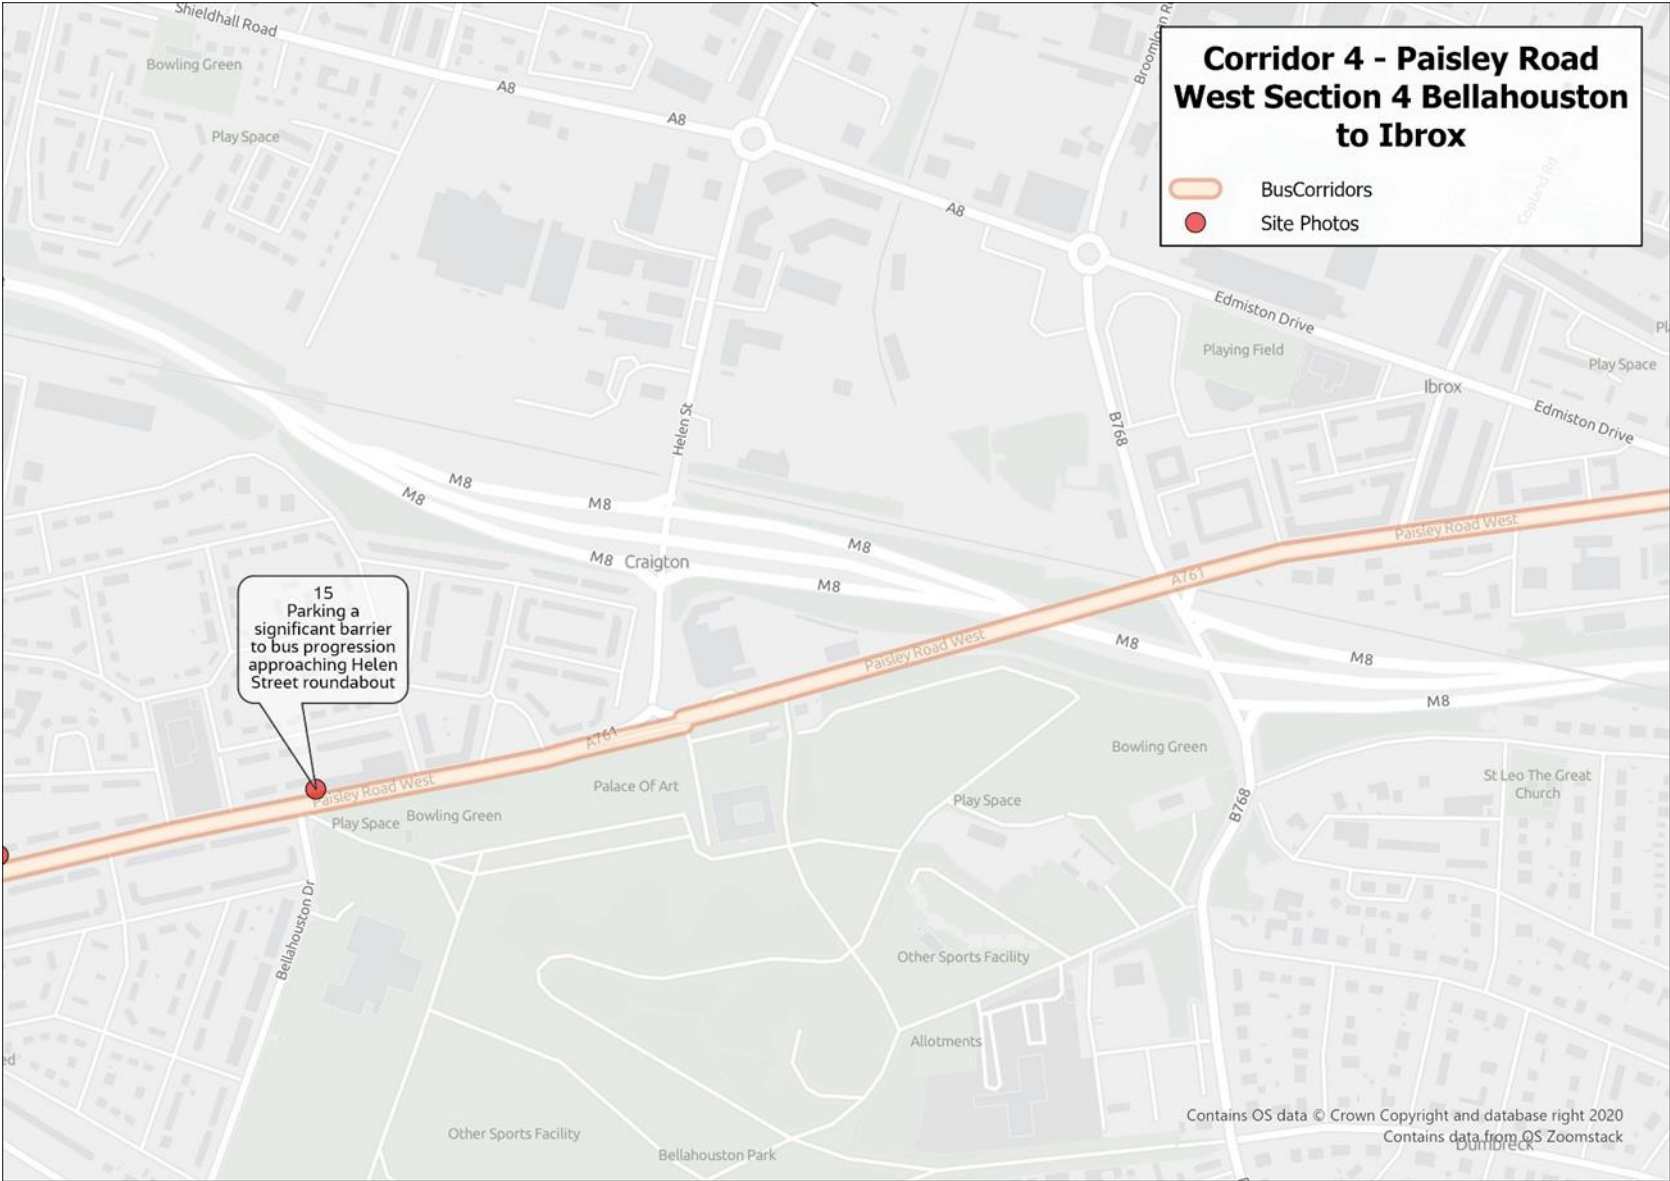 Corridor 4 - Paisley Road
West Section 4 Bellahouston
to Ibrox
BusCorridors
Site Photos
Shieldhall Road
Bowling Green
Play Space
A8
A8
A8
Copland Rd
Edmiston Drive
Playing Field
Play Space
Ibrox
Edmiston Drive
Helen St
B768
M8
M8
M8
M8
M8
M8
Craigton
Paisley Road West
A761
15
Parking a
significant barrier
to bus progression
approaching Helen
Street roundabout
Paisley Road West
M8
M8
M8
A761
Paisley Road West
Play Space
Bowling Green
Palace Of Art
Bowling Green
Play Space
St Leo The Great
Church
B768
Bellahouston Dr
Other Sports Facility
Allotments
Other Sports Facility
Bellahouston Park
Contains OS data © Crown Copyright and database right 2020
Contains data from OS Zoomstack
Dumbreck